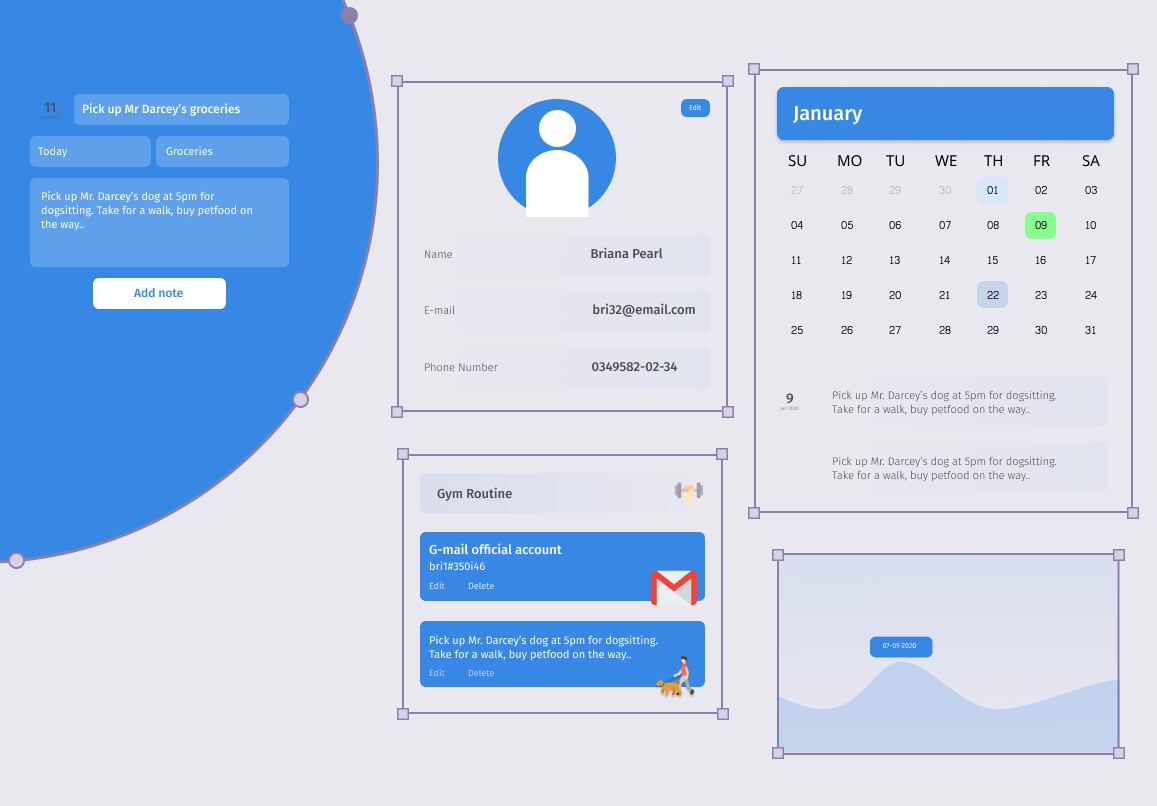 11
Jan 2020
Pick up Mr Darcey's groceries
Today
Groceries
Pick up Mr. Darcey's dog at 5pm for
dogsitting. Take for a walk, buy petfood on
the way..
Add note
Edit
Name
Briana Pearl
E-mail
bri32@email.com
Phone Number
0349582-02-34
Gym Routine
G-mail official account
bri1#350i46
Edit Delete
Pick up Mr. Darcey's dog at 5pm for dogsitting.
Take for a walk, buy petfood on the way..
Edit Delete
January
SU MO TU WE TH FR SA
27 28 29 30 01 02 03
04 05 06 07 08 09 10
11 12 13 14 15 16 17
18 19 20 21 22 23 24
25 26 27 28 29 30 31
9
Jan 2020
Pick up Mr. Darcey's dog at 5pm for dogsitting.
Take for a walk, buy petfood on the way..
Pick up Mr. Darcey's dog at 5pm for dogsitting.
Take for a walk, buy petfood on the way..
07-01-2020